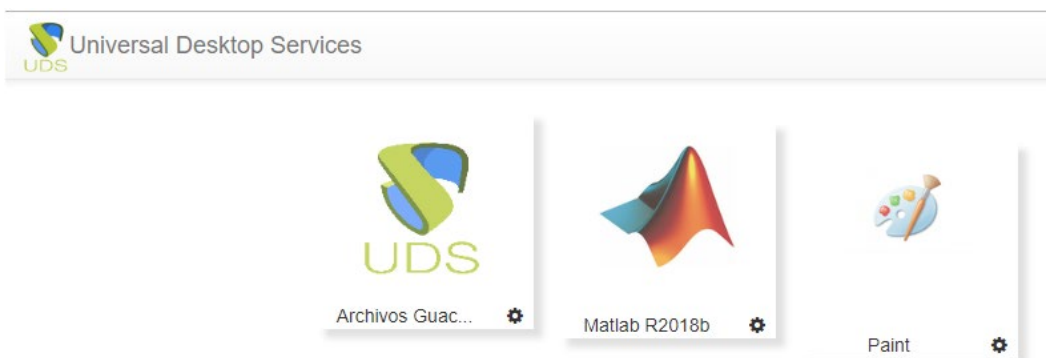 Universal Desktop Services
UDS
UDS
Archivos Guac...
Matlab R2018b
Paint